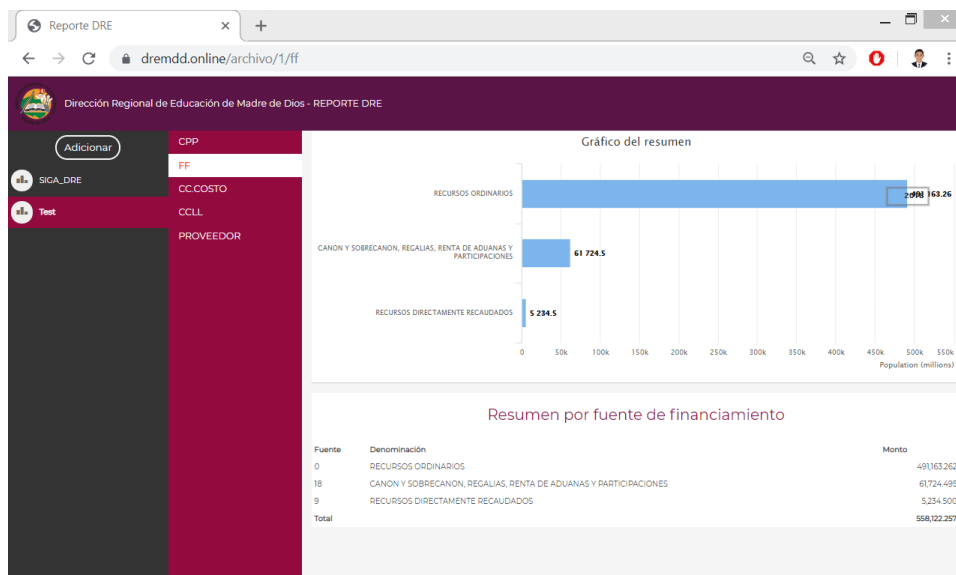 Reporte DRE
dremdd.online/archivo/1/ff
Dirección Regional de Educación de Madre de Dios - REPORTE DRE
Adicionar
SIGA_DRE
Test
CPP
FF
CC.COSTO
CCLL
PROVEEDOR
Gráfico del resumen
RECURSOS ORDINARIOS
163.26
CANON Y SOBRECANON, REGALIAS, RENTA DE ADUANAS Y
PARTICIPACIONES
61 724.5
RECURSOS DIRECTAMENTE RECAUDADOS
5 234.5
0 50k 100k 150k 200k 250k 300k 350k 400k 450k 500k 550k
Population (millions)
Resumen por fuente de financiamiento
Fuente Denominación Monto
0 RECURSOS ORDINARIOS 491,163.262
18 CANON Y SOBRECANON, REGALIAS, RENTA DE ADUANAS Y PARTICIPACIONES 61,724.495
9 RECURSOS DIRECTAMENTE RECAUDADOS 5,234.500
Total 558,122.257